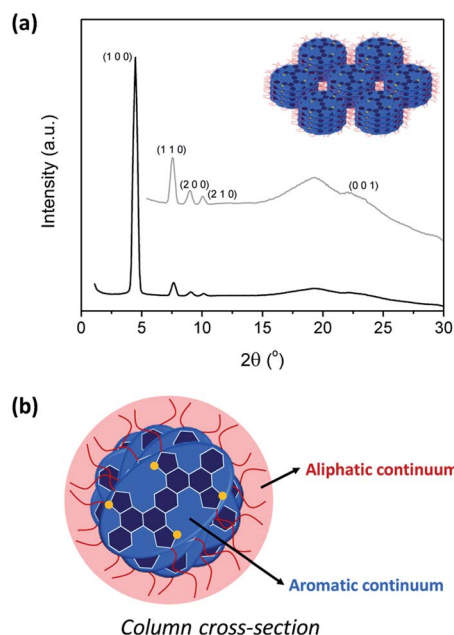 (a)
(1 0 0)
(1 1 0)
(2 0 0)
(2 1 0)
(0 0 1)
Intensity (a.u.)
0 5 10 15 20 25 30
2θ (°)
(b)
Aliphatic continuum
Aromatic continuum
Column cross-section